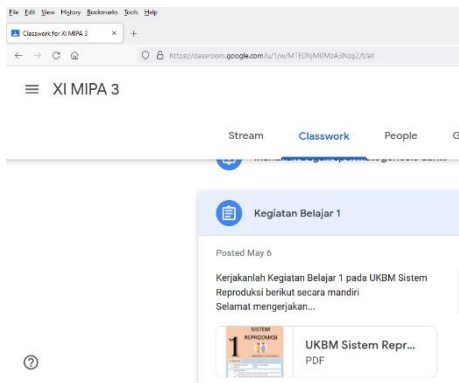 File Edit View History Bookmarks Tools Help
Classwork for XI MIPA 3
https://classroom.google.com/u/1/w/
XI MIPA 3
Stream Classwork People G
Kegiatan Belajar 1
Posted May 6
Kerjakanlah Kegiatan Belajar 1 pada UKBM Sistem
Reproduksi berikut secara mandiri
Selamat mengerjakan...
SISTEM
REPRODUKSI
1
UKBM Sistem Repr...
PDF